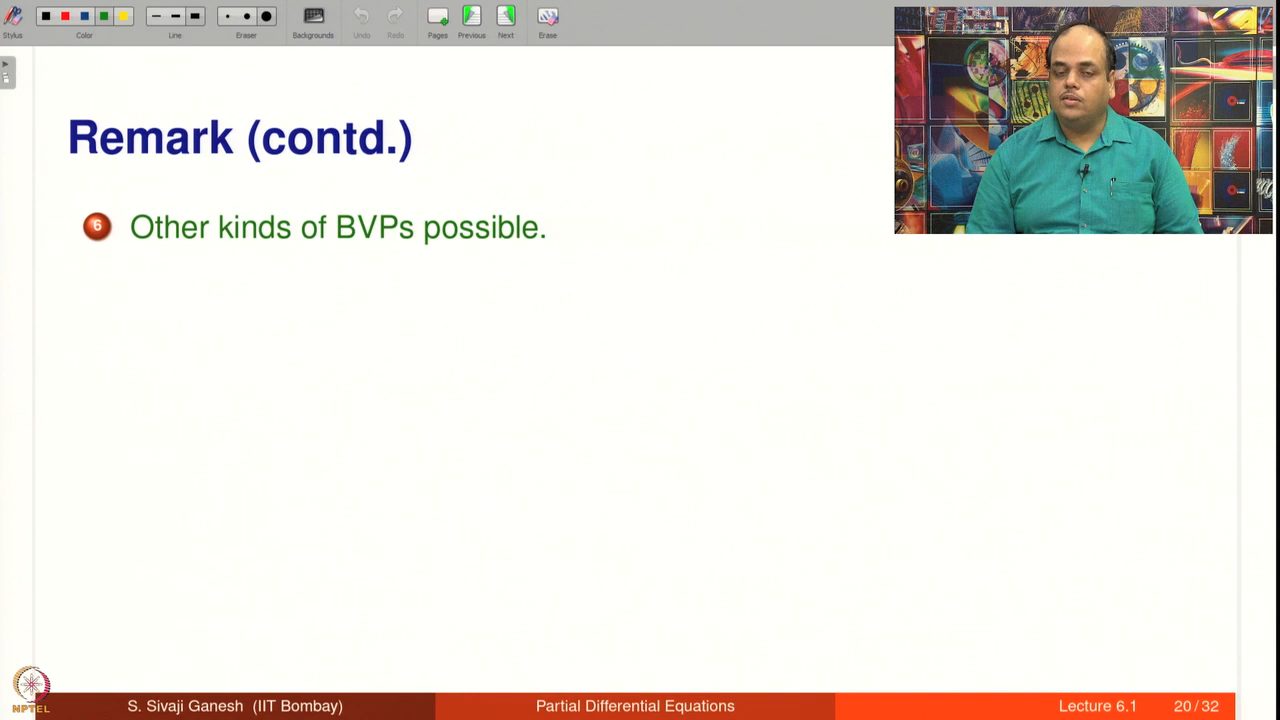 Stylus
Color
Line
Eraser
Backgrounds
Undo
Redo
Pages
Previous
Next
Erase
Remark (contd.)
6 Other kinds of BVPs possible.
NPTEL
S. Sivaji Ganesh (IIT Bombay) Partial Differential Equations Lecture 6.1 20/32